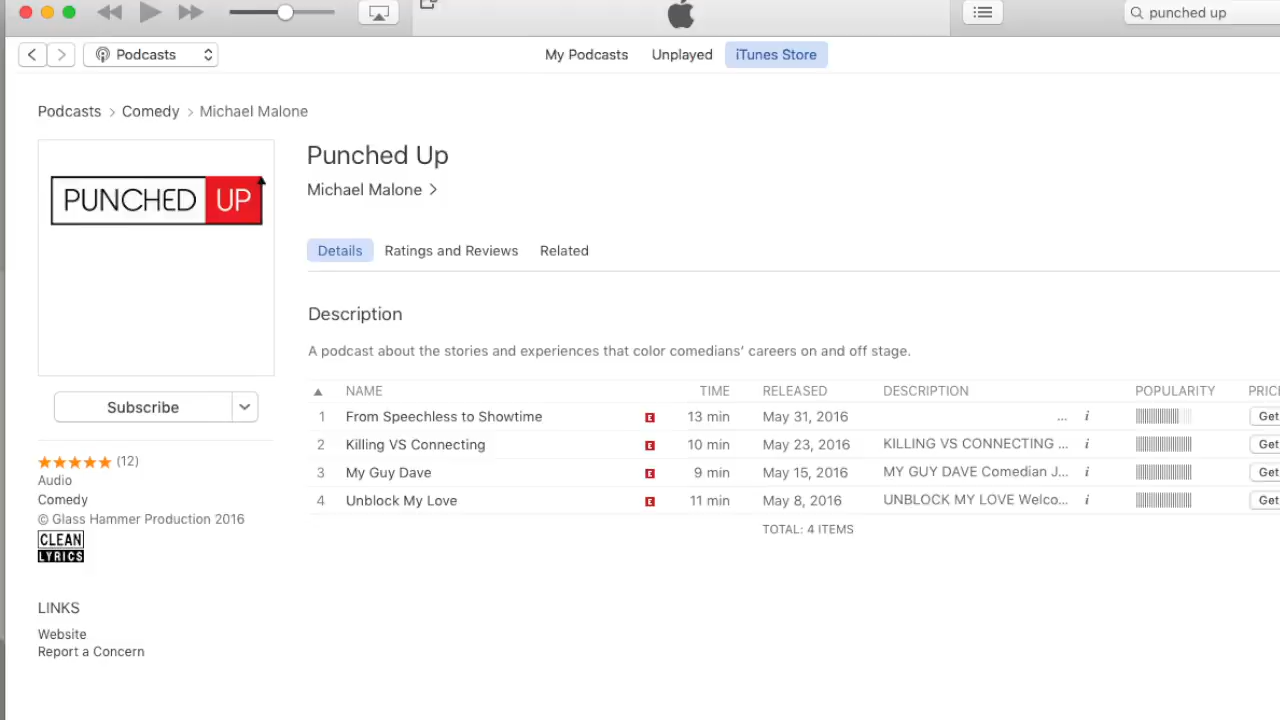 punched up
Podcasts
My Podcasts Unplayed iTunes Store
Podcasts > Comedy > Michael Malone
PUNCHED UP
Punched Up
Michael Malone >
Details Ratings and Reviews Related
Description
A podcast about the stories and experiences that color comedians' careers on and off stage.
NAME TIME RELEASED DESCRIPTION POPULARITY PRICE
1 From Speechless to Showtime E 13 min May 31, 2016 ... i Get
2 Killing VS Connecting E 10 min May 23, 2016 KILLING VS CONNECTING ... i Get
3 My Guy Dave E 9 min May 15, 2016 MY GUY DAVE Comedian J... i Get
4 Unblock My Love E 11 min May 8, 2016 UNBLOCK MY LOVE Welco... i Get
TOTAL: 4 ITEMS
Subscribe
★★★★★ (12)
Audio
Comedy
© Glass Hammer Production 2016
CLEAN
LYRICS
LINKS
Website
Report a Concern